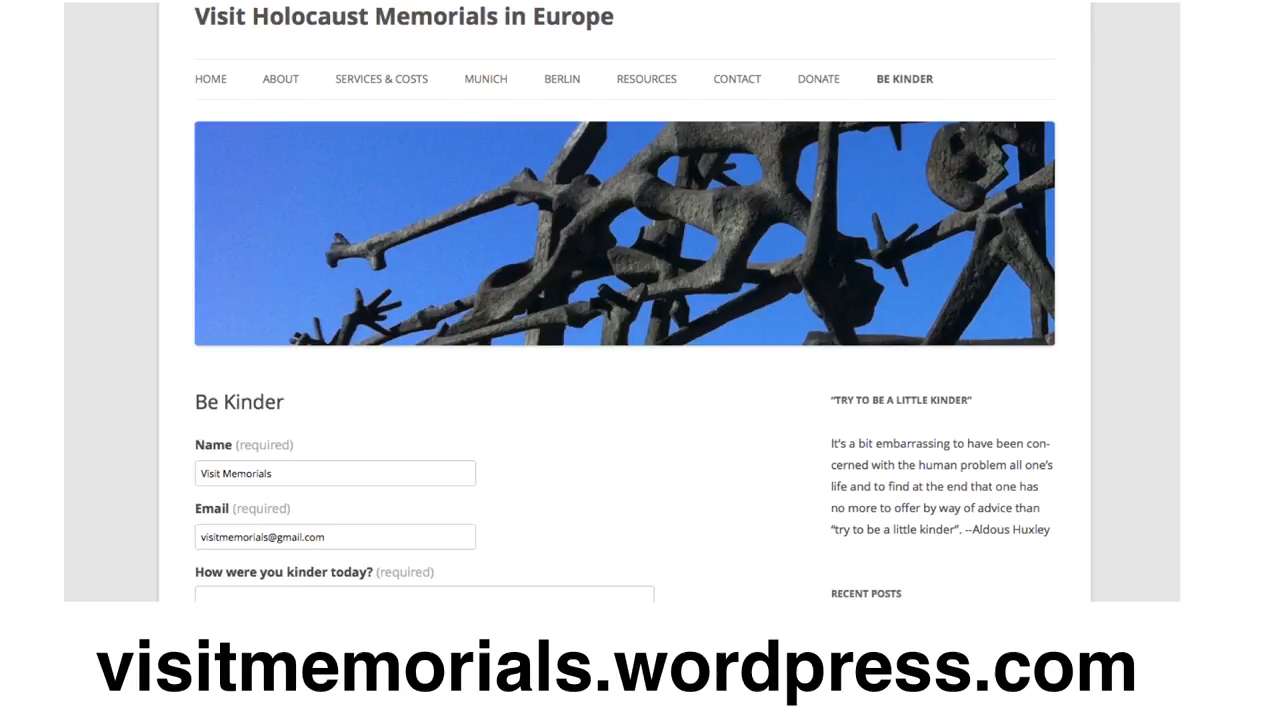 Visit Holocaust Memorials in Europe
HOME ABOUT SERVICES & COSTS MUNICH BERLIN RESOURCES CONTACT DONATE BE KINDER
Be Kinder
Name (required)
Visit Memorials
Email (required)
visitmemorials@gmail.com
How were you kinder today? (required)
“TRY TO BE A LITTLE KINDER”
It’s a bit embarrassing to have been con-
cerned with the human problem all one’s
life and to find at the end that one has
no more to offer by way of advice than
“try to be a little kinder”. --Aldous Huxley
RECENT POSTS
visitmemorials.wordpress.com